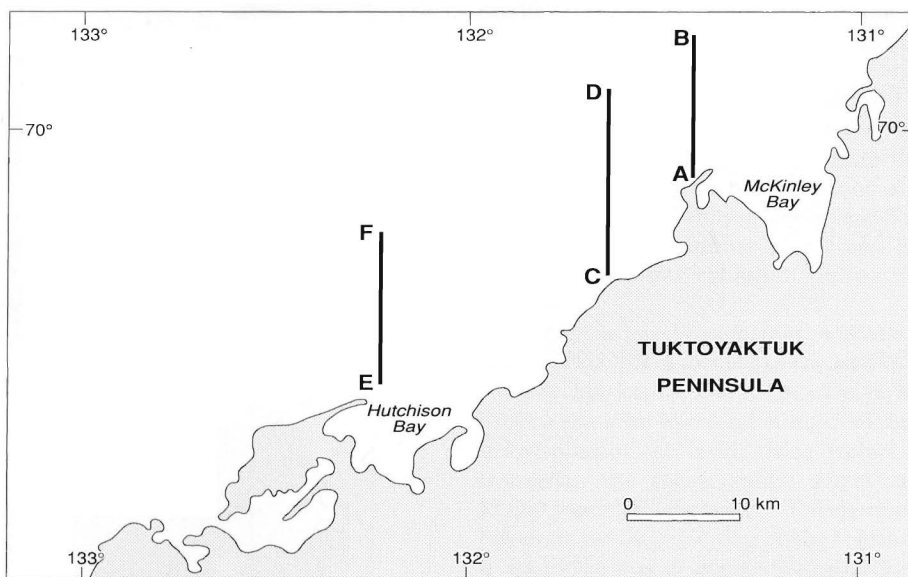 133° 132° 131°
B
D
70° 70°
A
McKinley
Bay
F
C
TUKTOYAKTUK
PENINSULA
E
Hutchison
Bay
0 10 km
133° 132° 131°